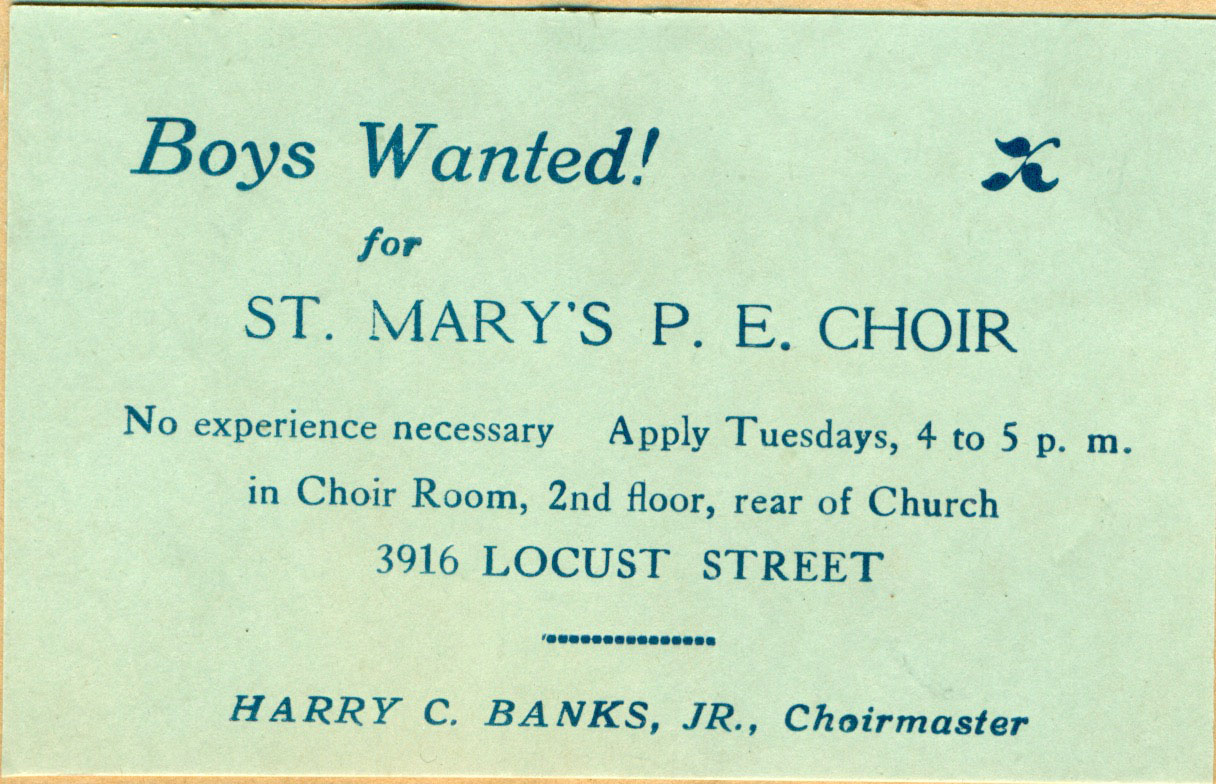 Boys Wanted!
for
ST. MARY'S P. E. CHOIR
No experience necessary Apply Tuesdays, 4 to 5 p. m.
in Choir Room, 2nd floor, rear of Church
3916 LOCUST STREET
HARRY C. BANKS, JR., Choirmaster